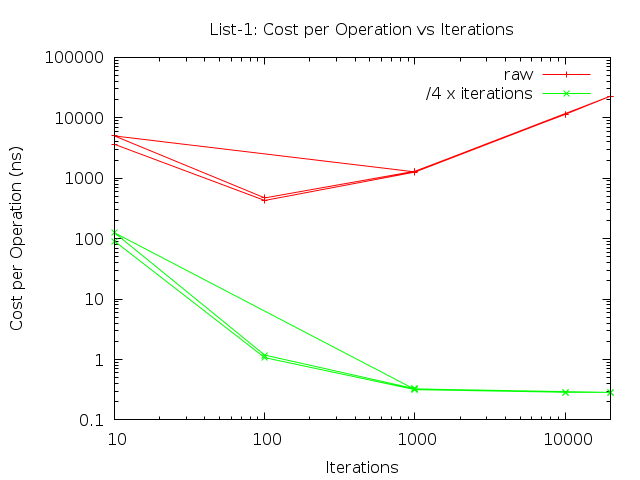 List-1: Cost per Operation vs Iterations
100000
10000
1000
100
10
1
0.1
Cost per Operation (ns)
raw
/4 x iterations
10 100 1000 10000
Iterations